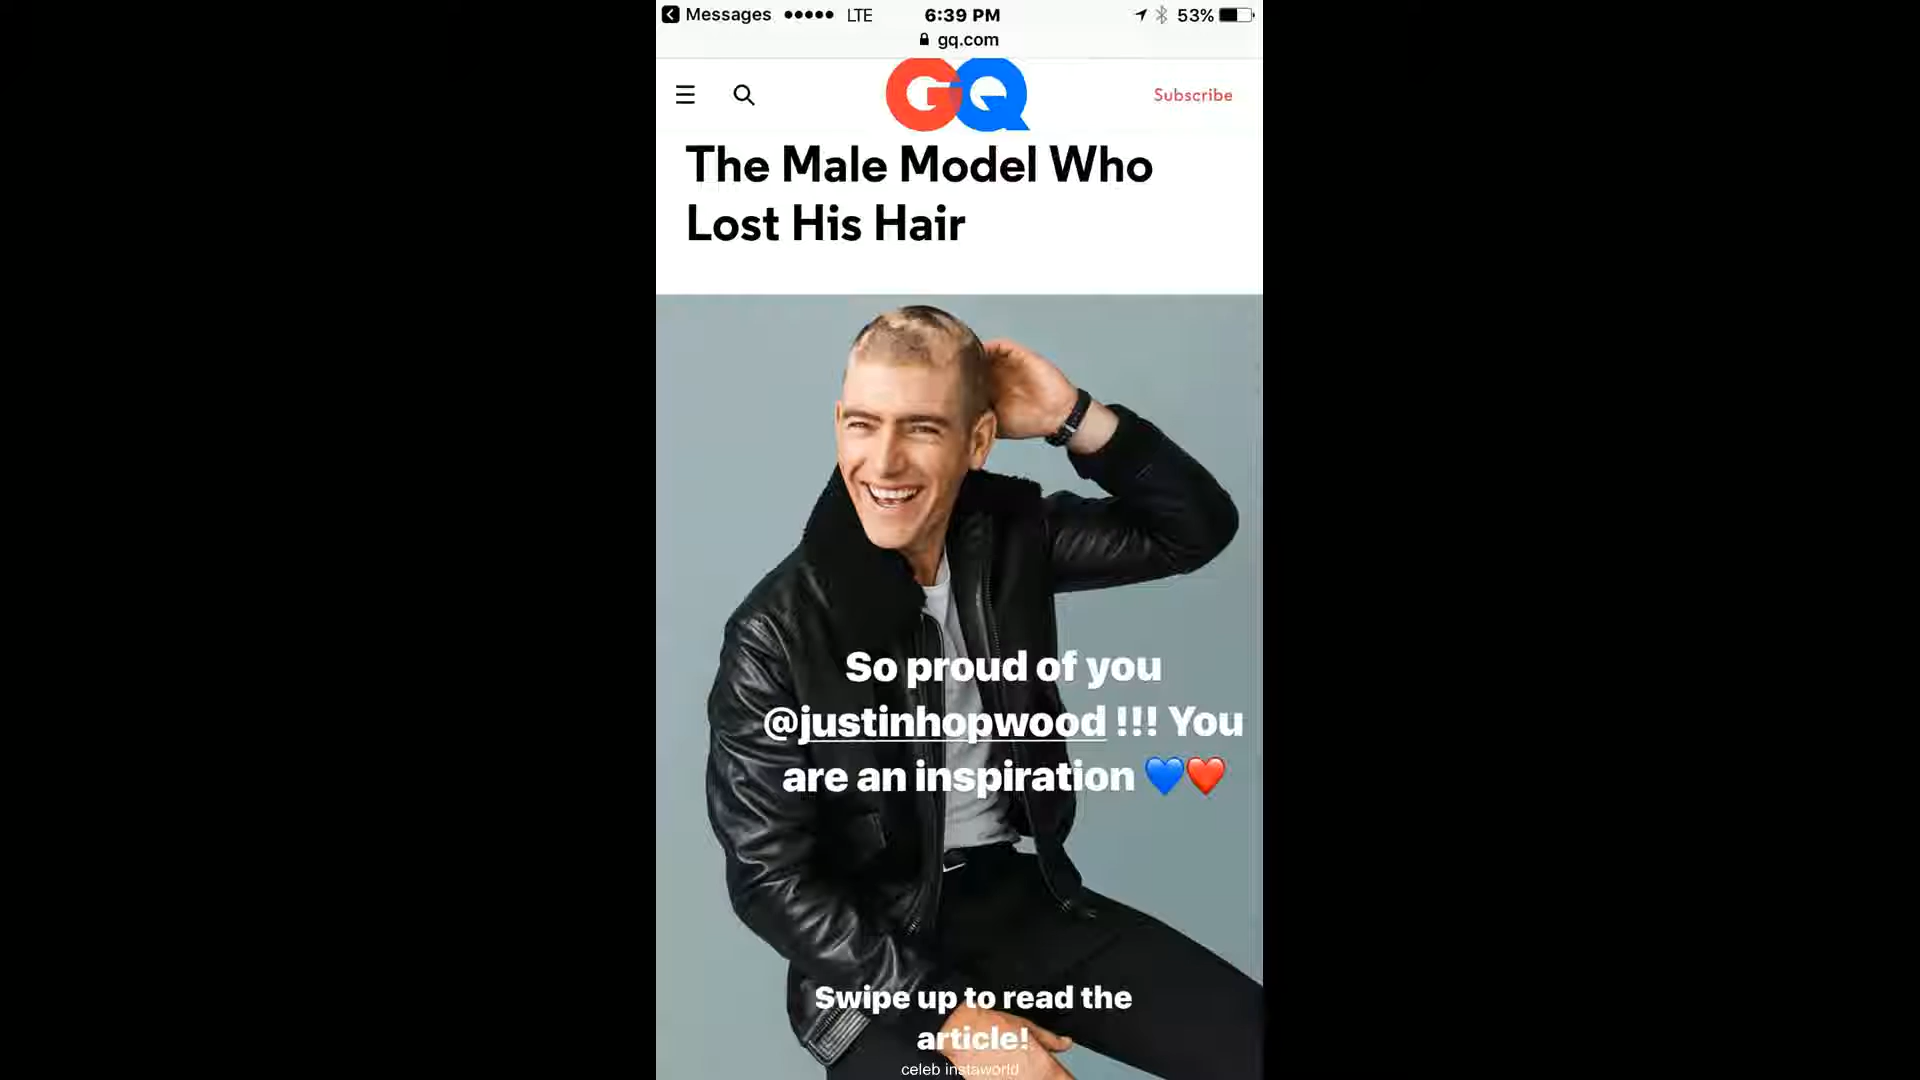 Messages ●●●●● LTE 6:39 PM 53%
gq.com
GQ
Subscribe
The Male Model Who
Lost His Hair
So proud of you
@justinhopwood !!! You
are an inspiration 💙❤️
Swipe up to read the
article!
celeb instaworld